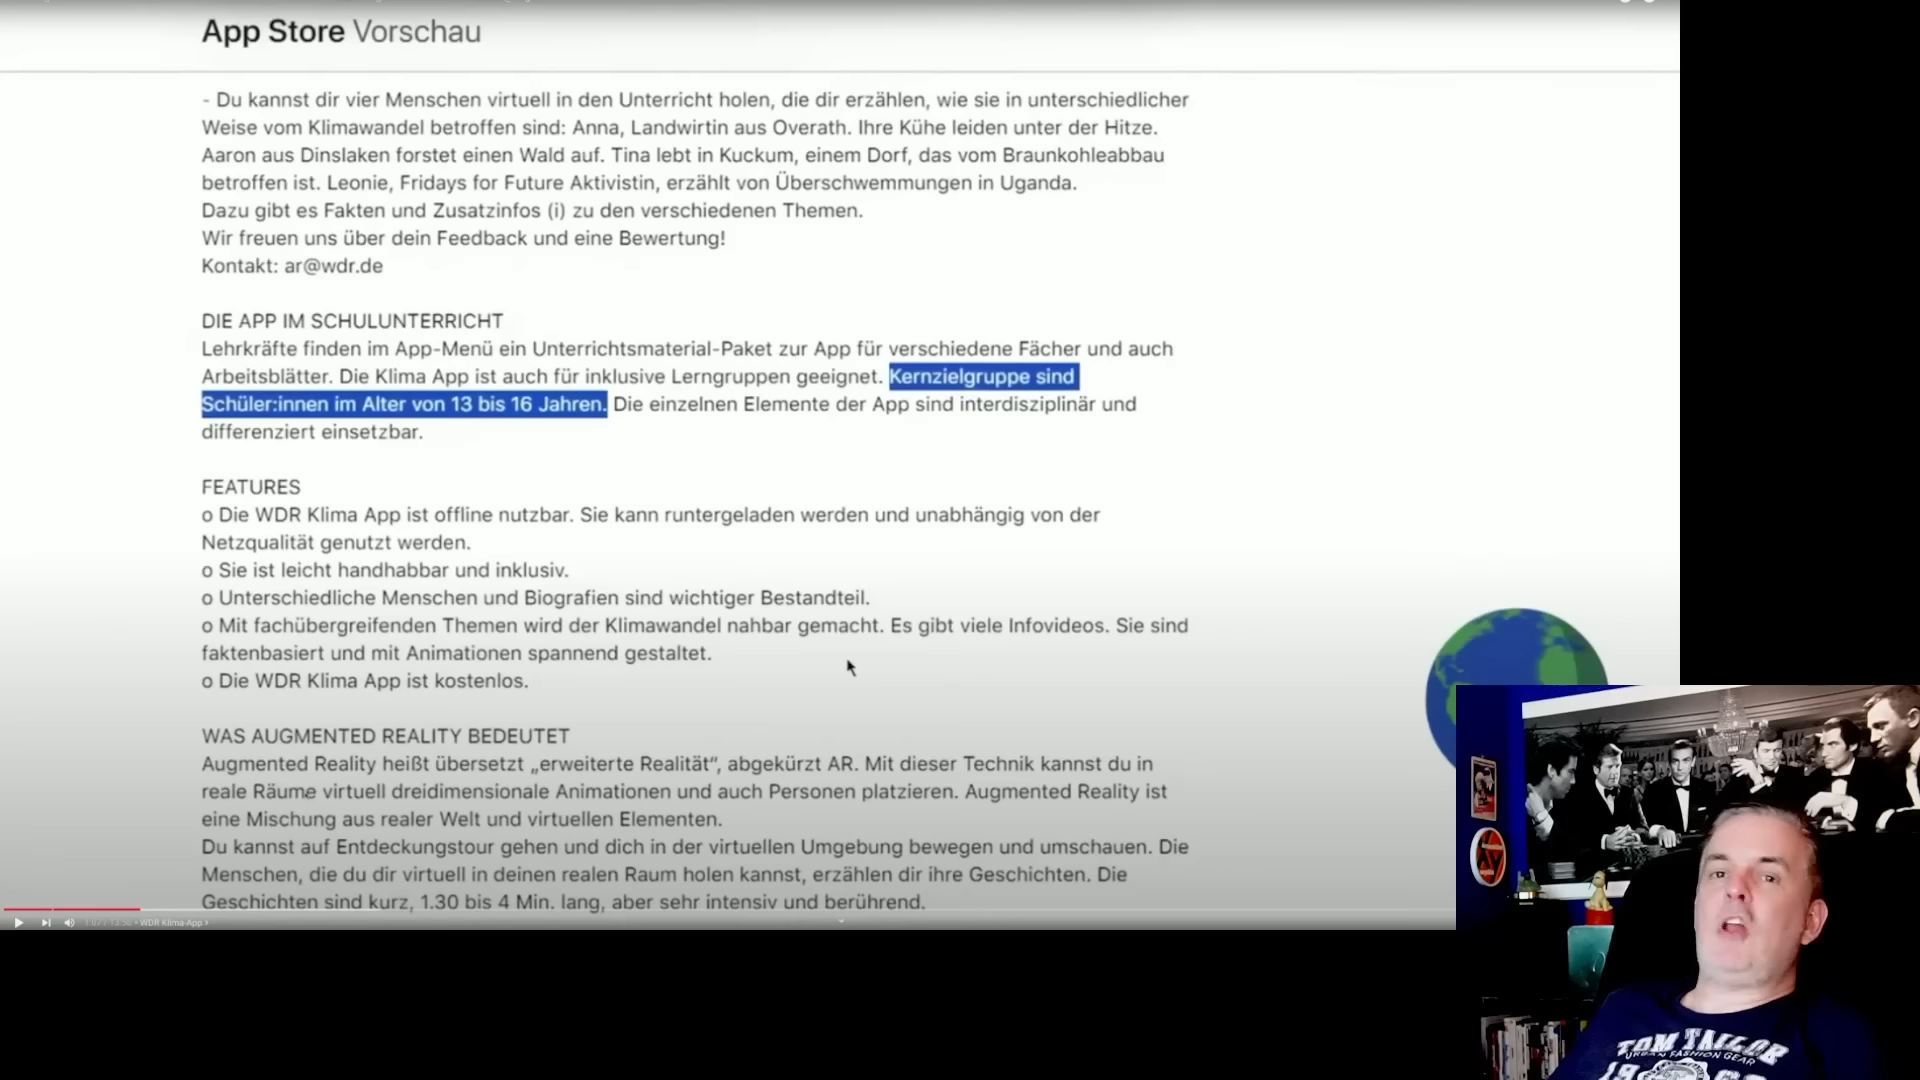 App Store Vorschau
- Du kannst dir vier Menschen virtuell in den Unterricht holen, die dir erzählen, wie sie in unterschiedlicher
Weise vom Klimawandel betroffen sind: Anna, Landwirtin aus Overath. Ihre Kühe leiden unter der Hitze.
Aaron aus Dinslaken forstet einen Wald auf. Tina lebt in Kuckum, einem Dorf, das vom Braunkohleabbau
betroffen ist. Leonie, Fridays for Future Aktivistin, erzählt von Überschwemmungen in Uganda.
Dazu gibt es Fakten und Zusatzinfos (i) zu den verschiedenen Themen.
Wir freuen uns über dein Feedback und eine Bewertung!
Kontakt: ar@wdr.de
DIE APP IM SCHULUNTERRICHT
Lehrkräfte finden im App-Menü ein Unterrichtsmaterial-Paket zur App für verschiedene Fächer und auch
Arbeitsblätter. Die Klima App ist auch für inklusive Lerngruppen geeignet. Kernzielgruppe sind
Schüler:innen im Alter von 13 bis 16 Jahren. Die einzelnen Elemente der App sind interdisziplinär und
differenziert einsetzbar.
FEATURES
o Die WDR Klima App ist offline nutzbar. Sie kann runtergeladen werden und unabhängig von der
Netzqualität genutzt werden.
o Sie ist leicht handhabbar und inklusiv.
o Unterschiedliche Menschen und Biografien sind wichtiger Bestandteil.
o Mit fachübergreifenden Themen wird der Klimawandel nahbar gemacht. Es gibt viele Infovideos. Sie sind
faktenbasiert und mit Animationen spannend gestaltet.
o Die WDR Klima App ist kostenlos.
WAS AUGMENTED REALITY BEDEUTET
Augmented Reality heißt übersetzt „erweiterte Realität“, abgekürzt AR. Mit dieser Technik kannst du in
reale Räume virtuell dreidimensionale Animationen und auch Personen platzieren. Augmented Reality ist
eine Mischung aus realer Welt und virtuellen Elementen.
Du kannst auf Entdeckungstour gehen und dich in der virtuellen Umgebung bewegen und umschauen. Die
Menschen, die du dir virtuell in deinen realen Raum holen kannst, erzählen dir ihre Geschichten. Die
Geschichten sind kurz, 1.30 bis 4 Min. lang, aber sehr intensiv und berührend.
WDR Klima-App
TOM TAILOR
URBAN FASHION GEAR